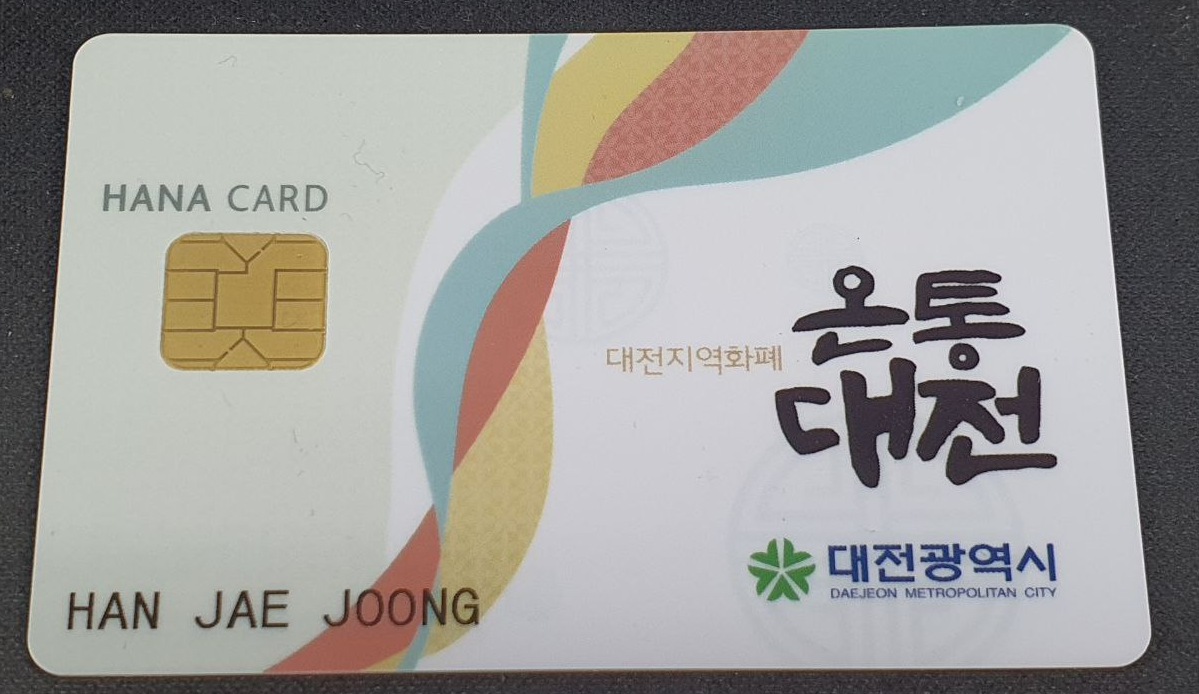 HANA CARD
대전지역화폐
온통
대전
대전광역시
DAEJEON METROPOLITAN CITY
HAN JAE JOONG